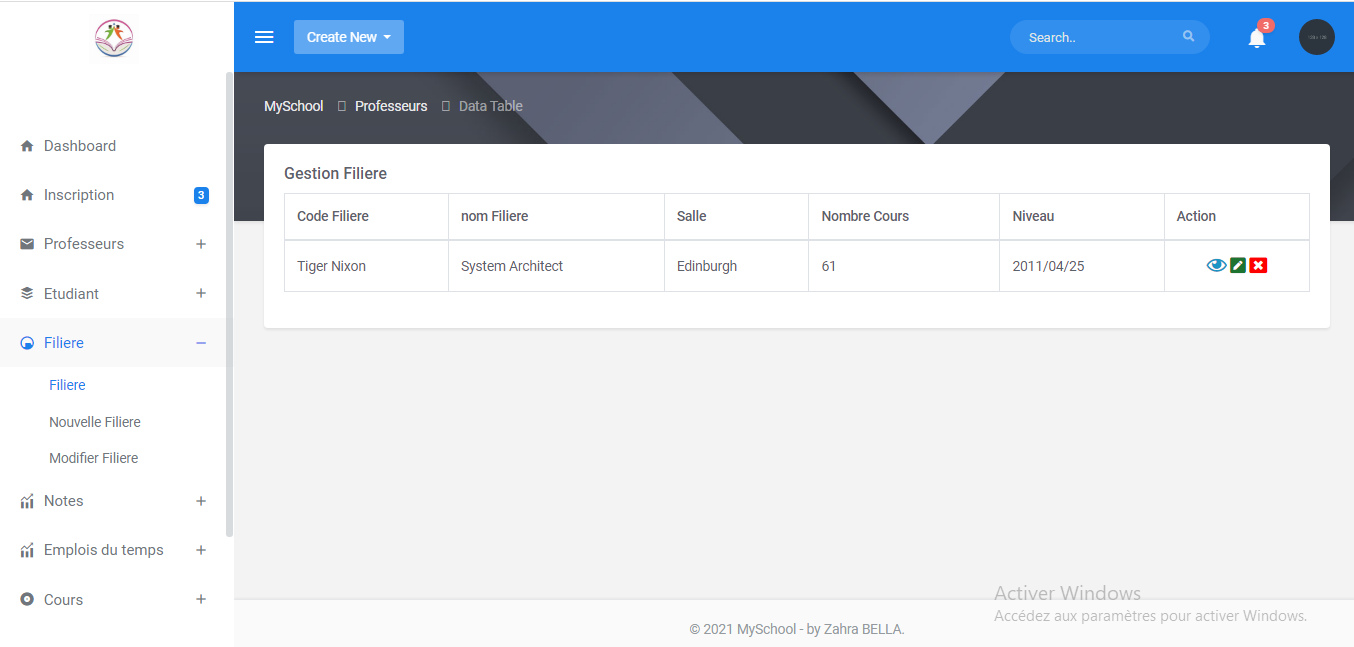 Create New
Search..
3
MySchool Professeurs Data Table
Dashboard
Inscription 3
Professeurs
Etudiant
Filiere
Filiere
Nouvelle Filiere
Modifier Filiere
Notes
Emplois du temps
Cours
Gestion Filiere
Code Filiere nom Filiere Salle Nombre Cours Niveau Action
Tiger Nixon System Architect Edinburgh 61 2011/04/25
Activer Windows
Accédez aux paramètres pour activer Windows.
© 2021 MySchool - by Zahra BELLA.